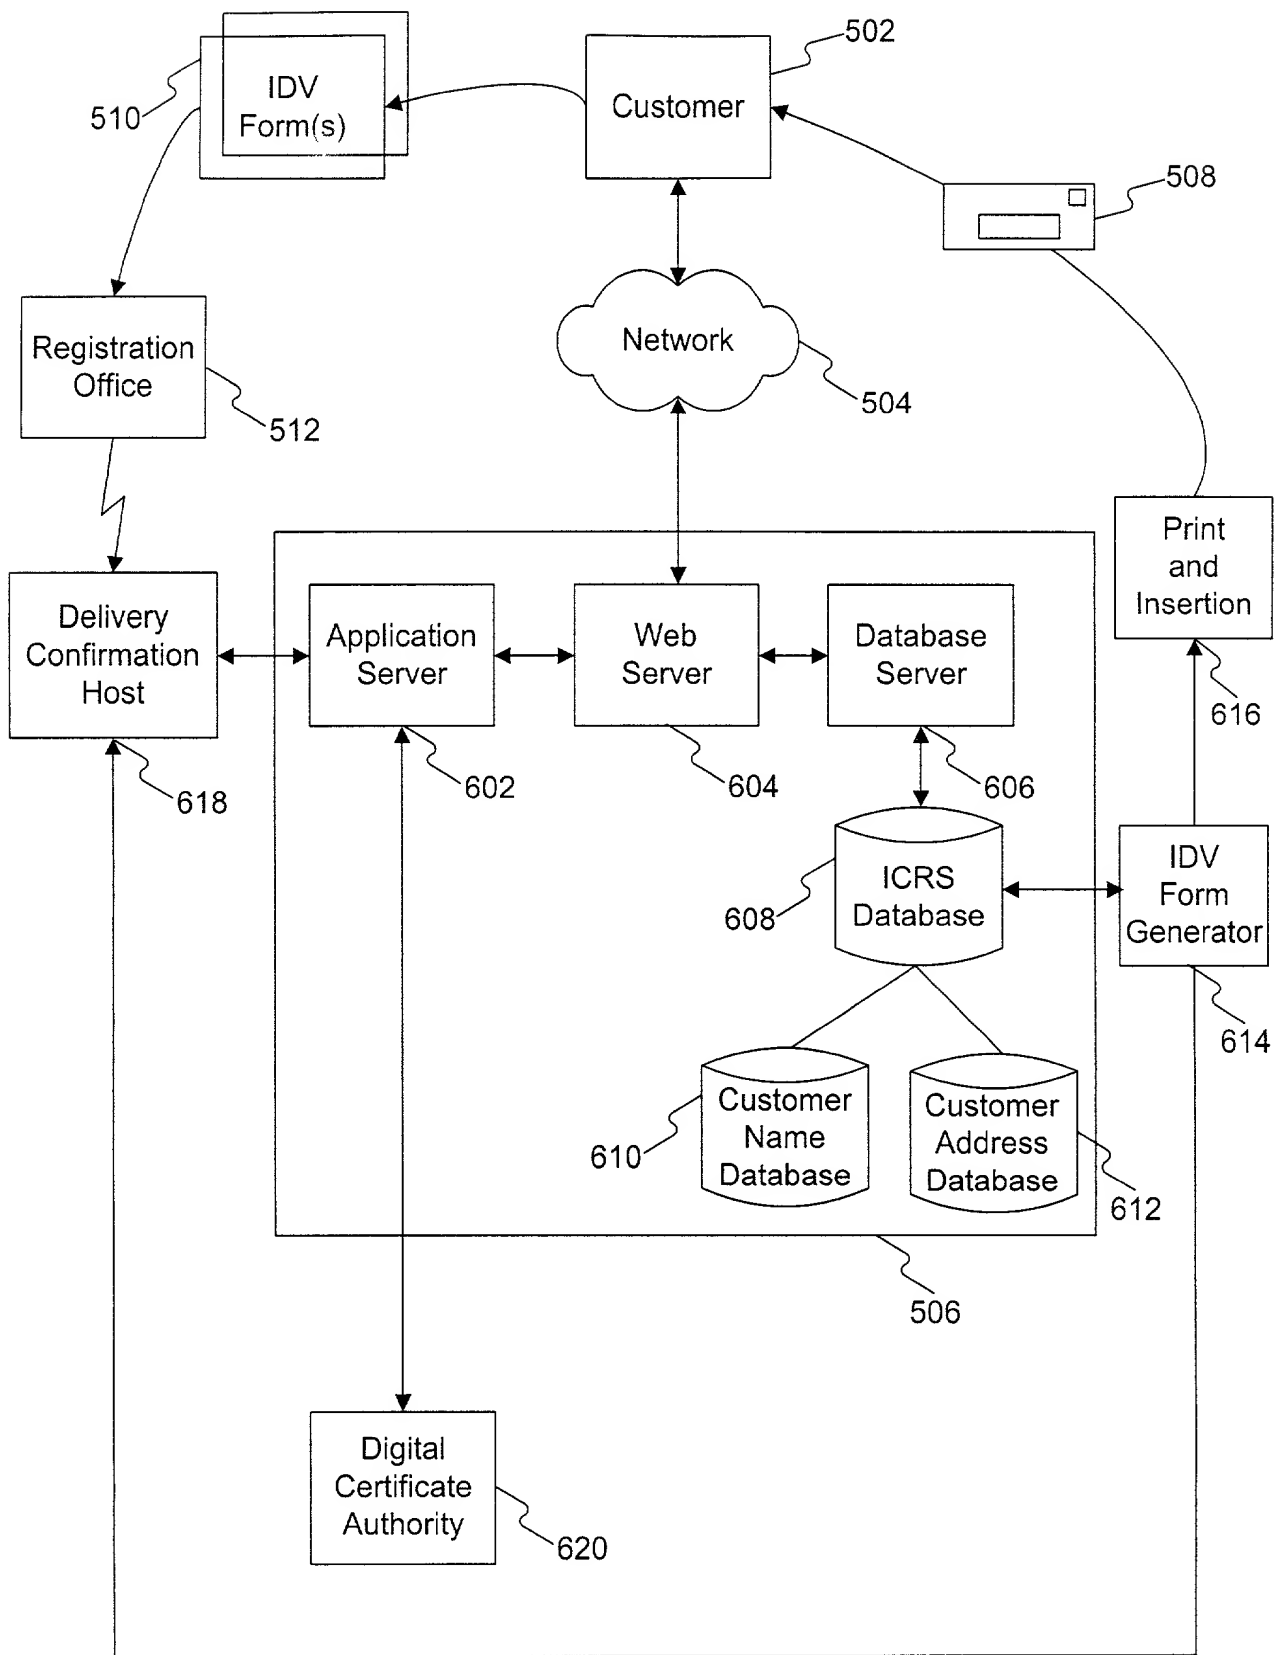 502
IDV
Form(s)
510
Customer
508
Network
504
Registration
Office
512
Print
and
Insertion
616
Delivery
Confirmation
Host
618
Application
Server
602
Web
Server
604
Database
Server
606
ICRS
Database
608
IDV
Form
Generator
614
Customer
Name
Database
610
Customer
Address
Database
612
506
Digital
Certificate
Authority
620